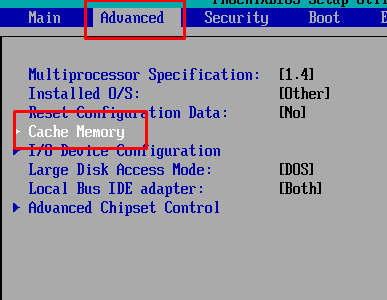 PhoenixBIOS Setup Util
Main Advanced Security Boot E
Multiprocessor Specification: [1.4]
Installed O/S: [Other]
Reset Configuration Data: [No]
Cache Memory
I/O Device Configuration
Large Disk Access Mode: [DOS]
Local Bus IDE adapter: [Both]
Advanced Chipset Control